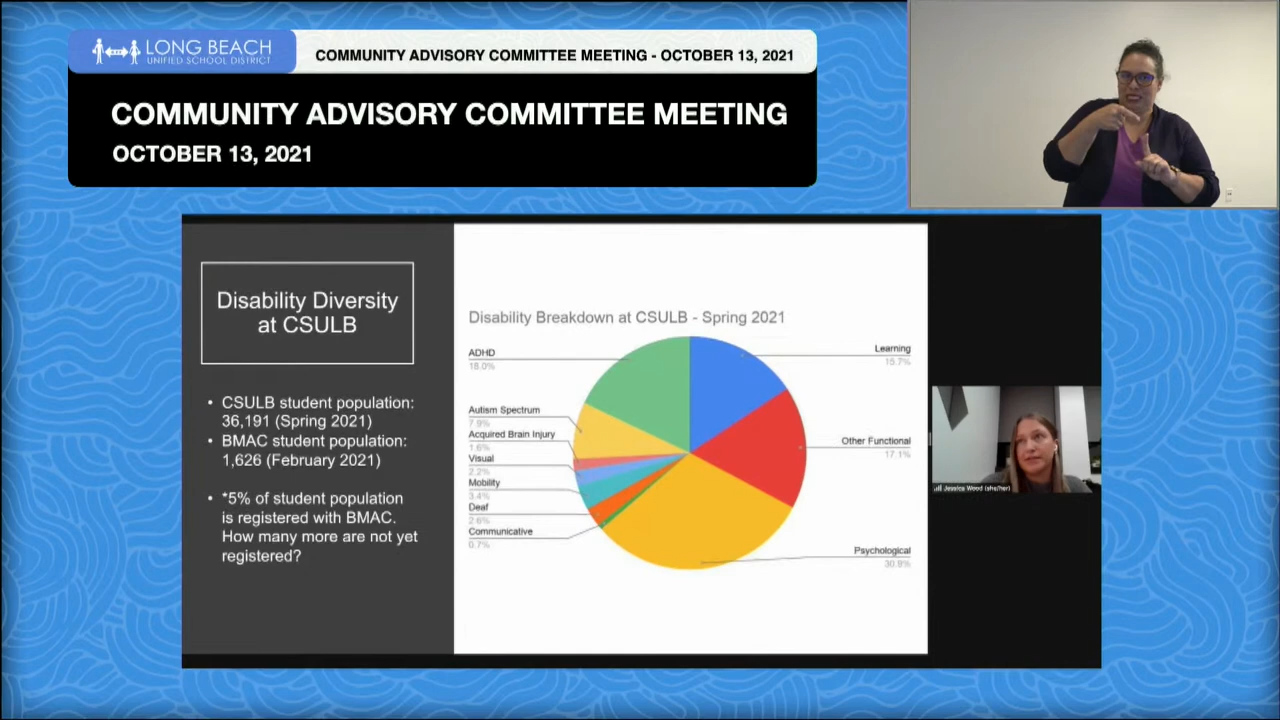 LONG BEACH
UNIFIED SCHOOL DISTRICT
COMMUNITY ADVISORY COMMITTEE MEETING - OCTOBER 13, 2021
COMMUNITY ADVISORY COMMITTEE MEETING
OCTOBER 13, 2021
Disability Diversity
at CSULB
• CSULB student population:
36,191 (Spring 2021)
• BMAC student population:
1,626 (February 2021)
• *5% of student population
is registered with BMAC.
How many more are not yet
registered?
Disability Breakdown at CSULB - Spring 2021
ADHD
18.0%
Autism Spectrum
7.9%
Acquired Brain Injury
1.6%
Visual
2.2%
Mobility
3.4%
Deaf
2.6%
Communicative
0.7%
Learning
15.7%
Other Functional
17.1%
Psychological
30.9%
Jessica Wood (she/her)